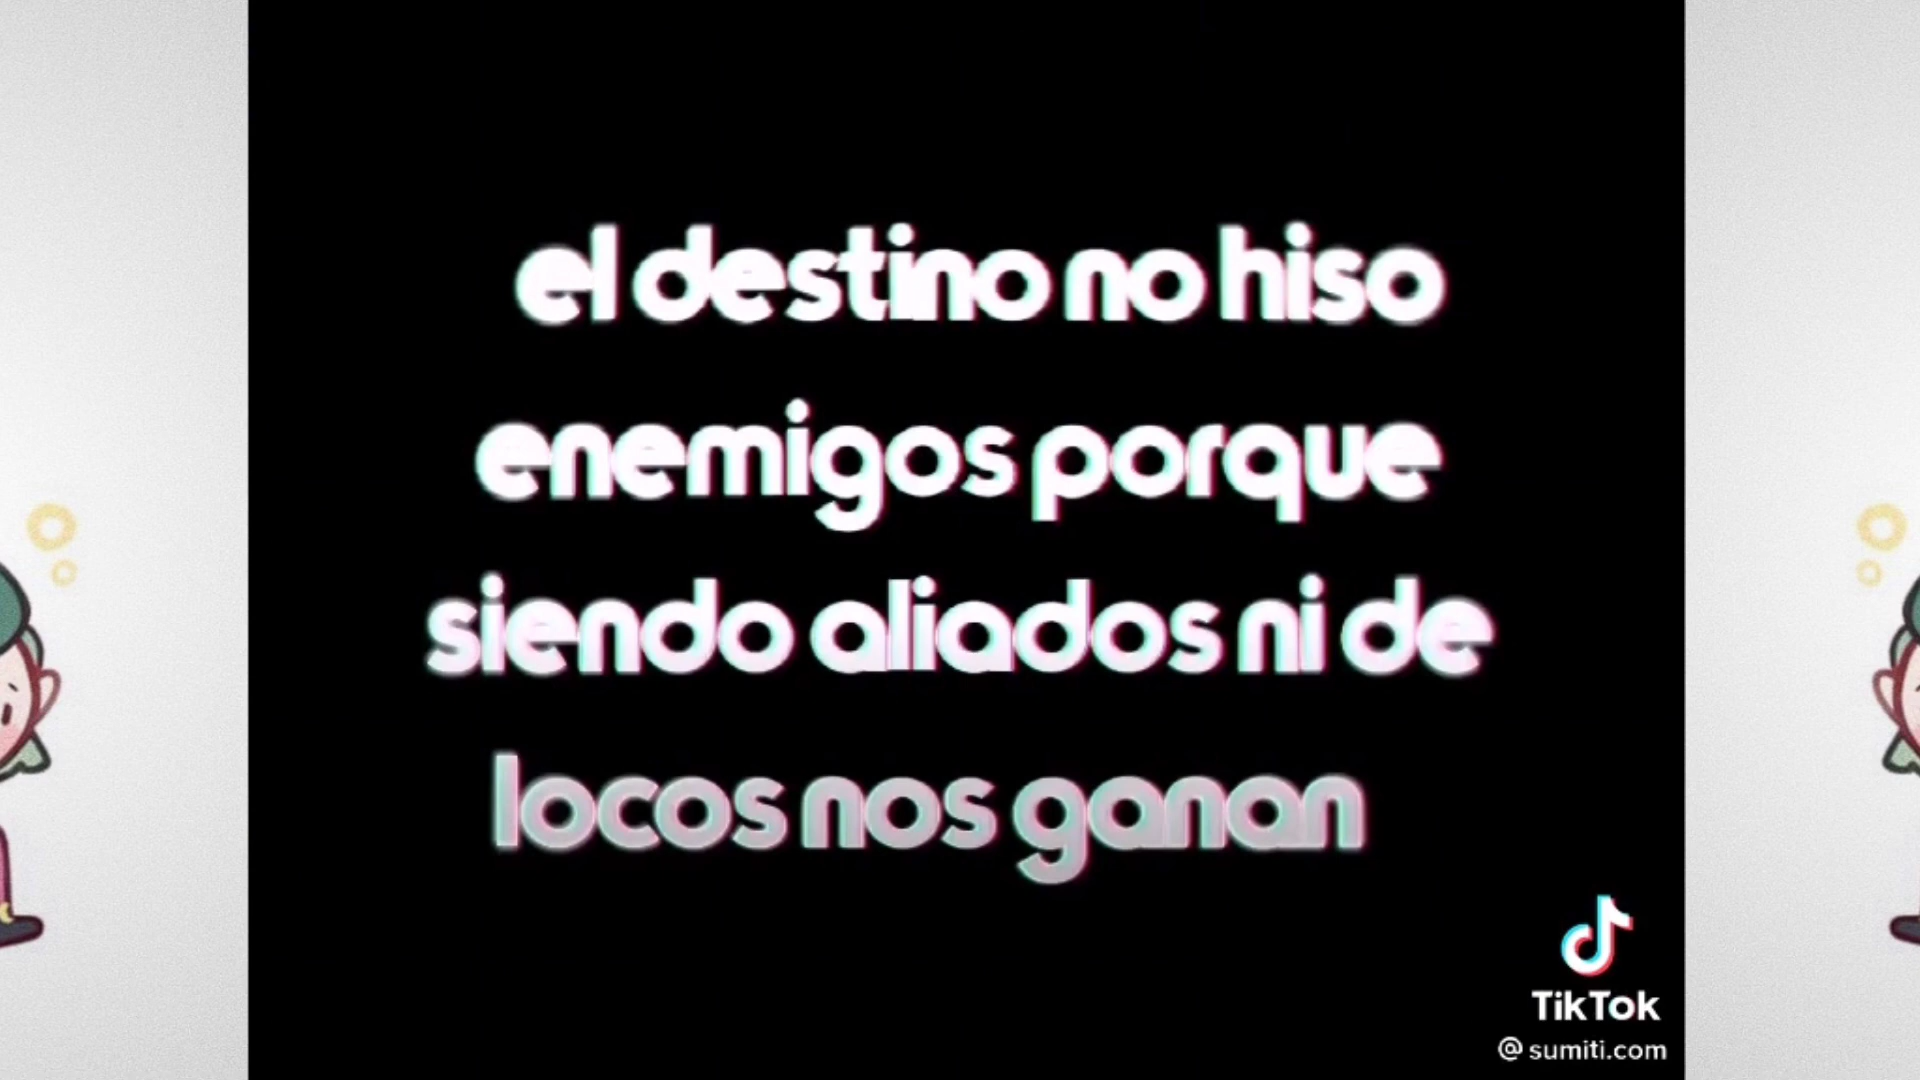 el destino no hiso
enemigos porque
siendo aliados ni de
locos nos ganan
TikTok
@sumiti.com